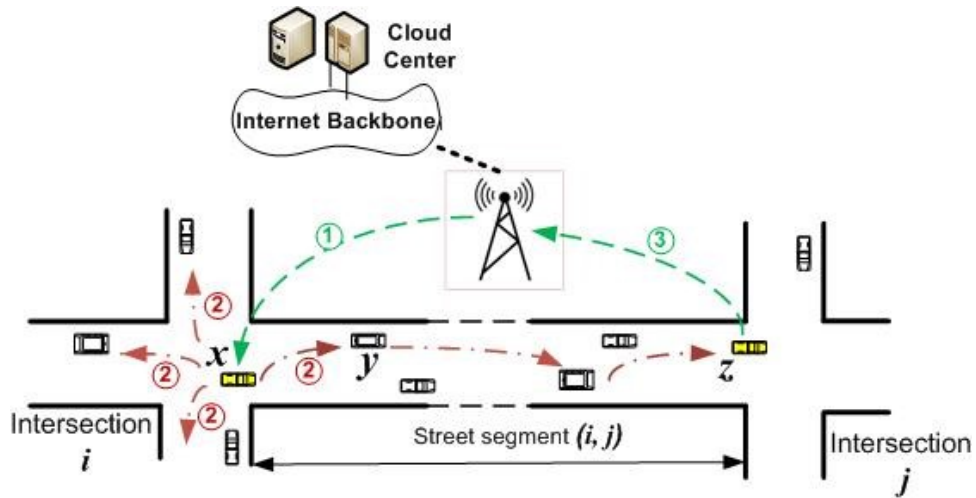 Cloud
Center
Internet Backbone
1
3
2
2
x
2
y
z
2
Intersection
i
Street segment (i, j)
Intersection
j